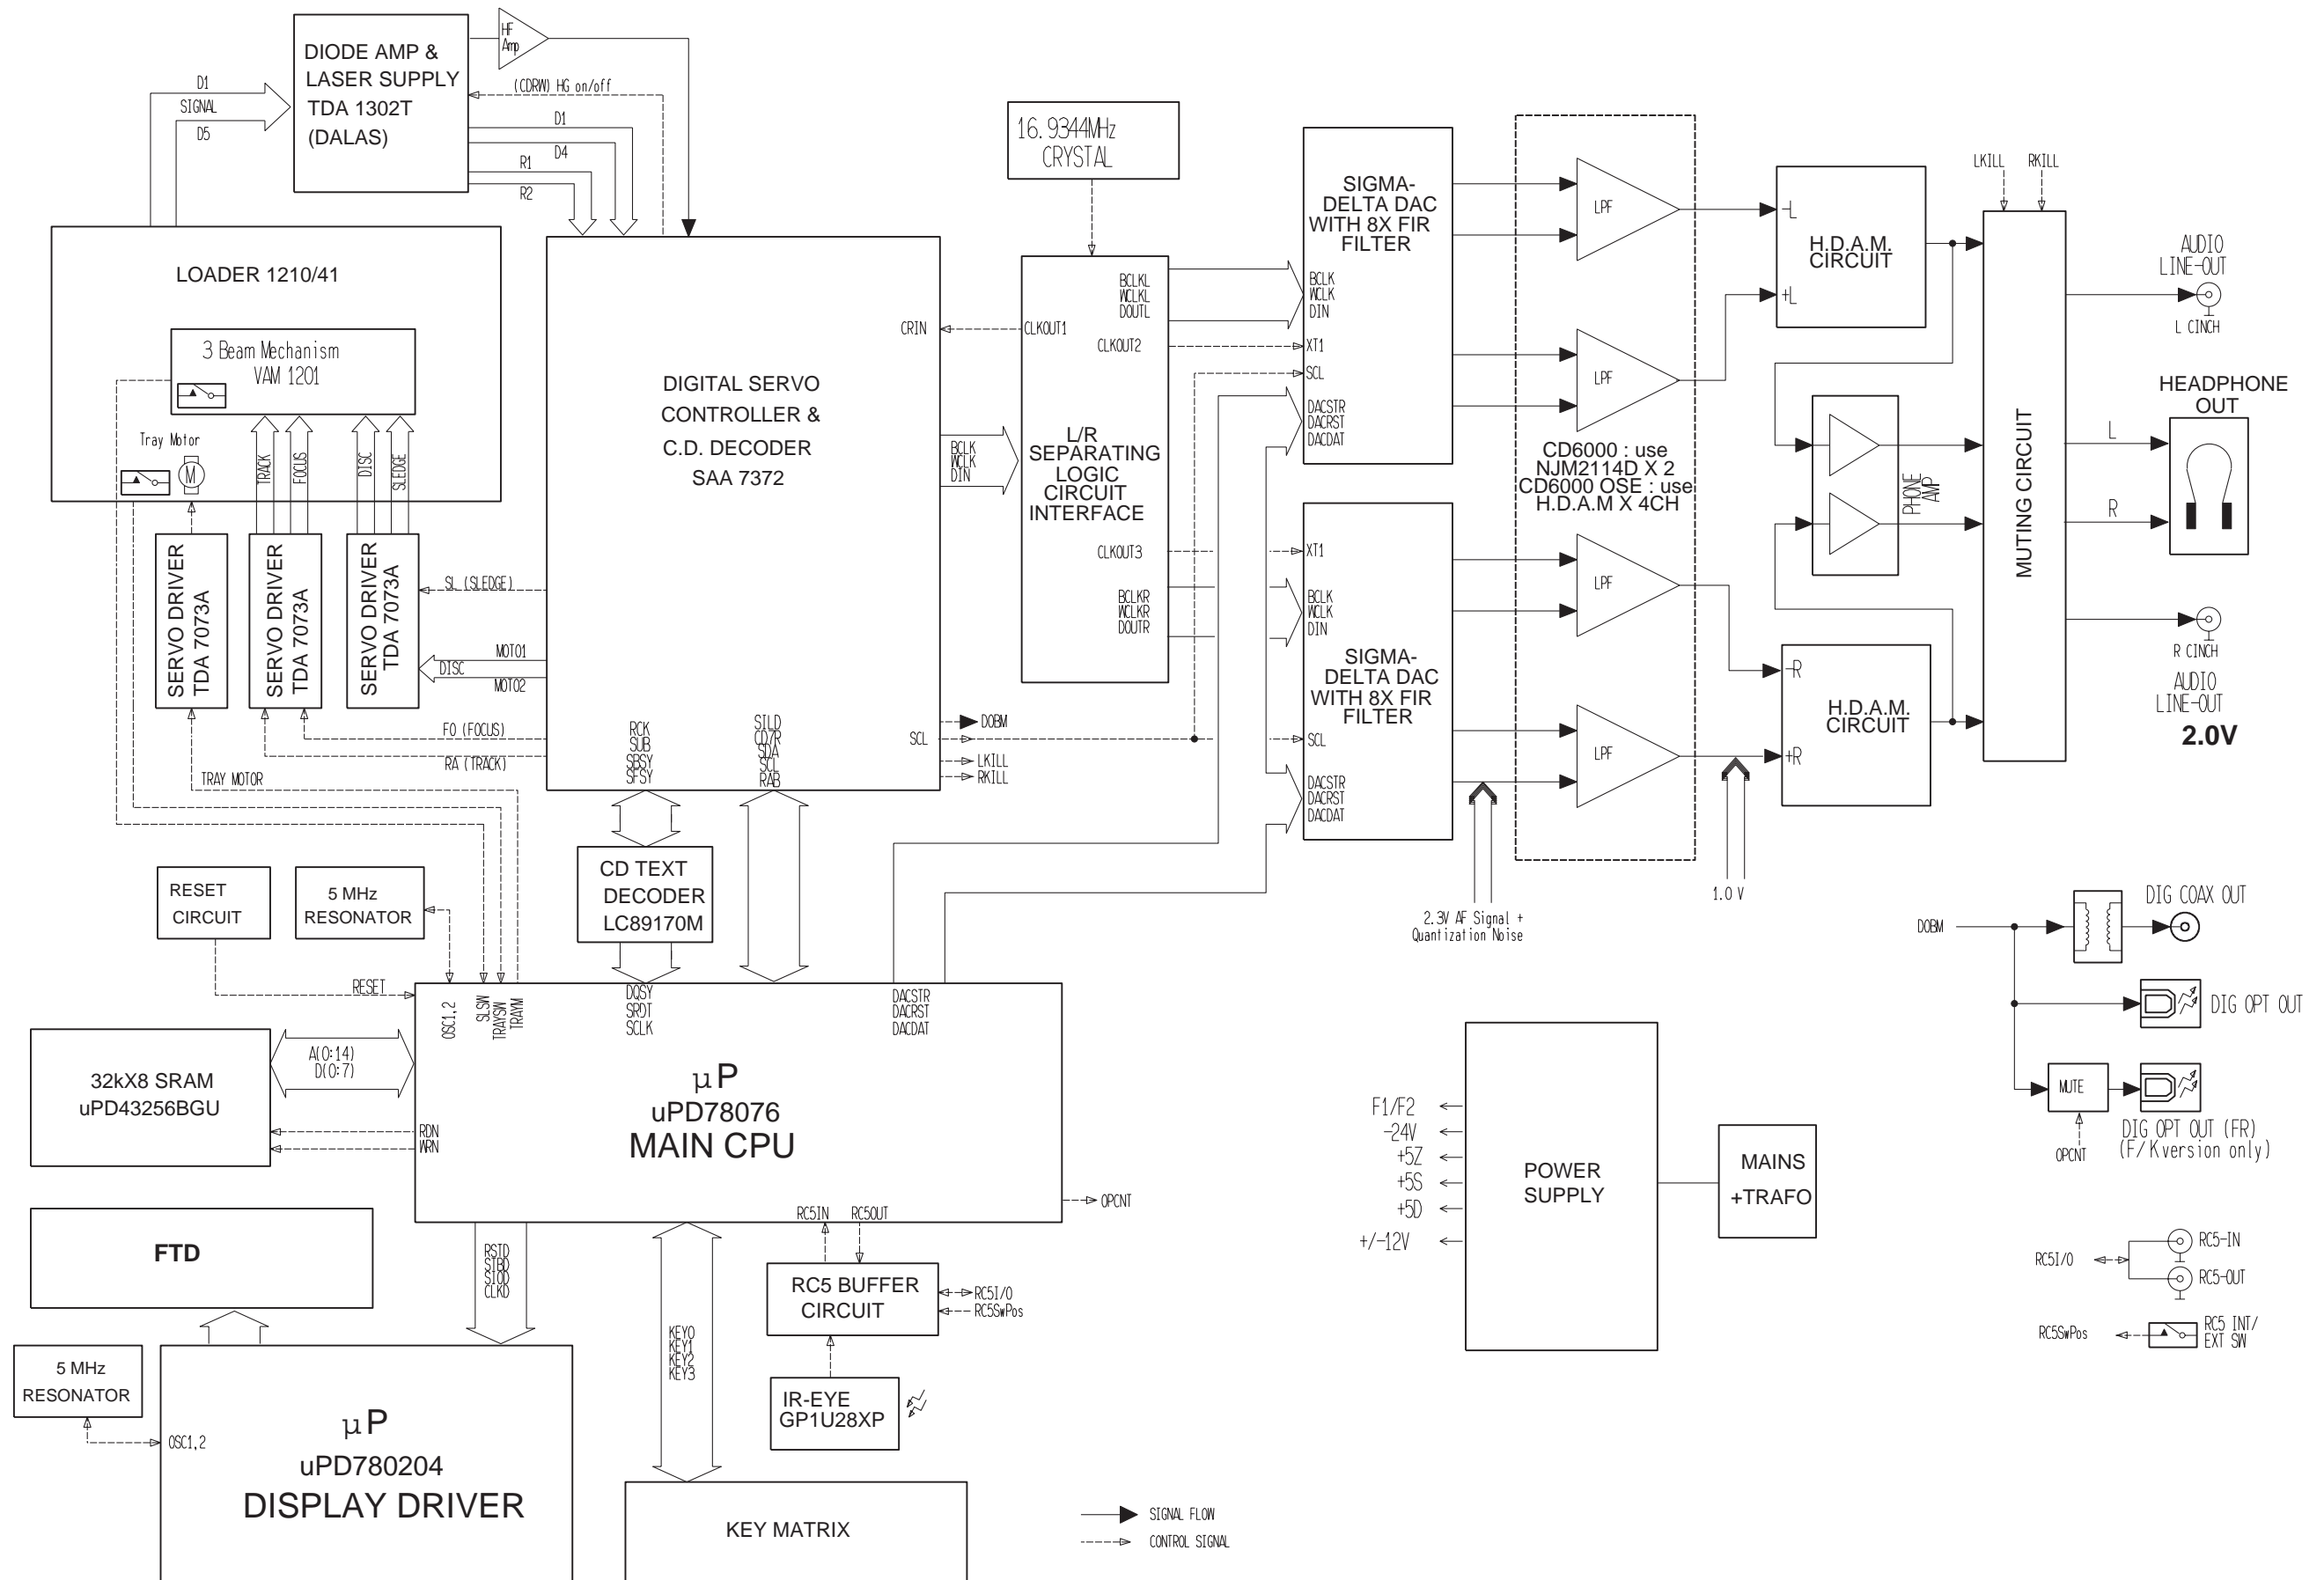 HF
Amp
DIODE AMP &
LASER SUPPLY
TDA 1302T
(DALAS)
D1
SIGNAL
D5
(CDRW) HG on/off
D1
D4
R1
R2
LOADER 1210/41
3 Beam Mechanism
VAM 1201
Tray Motor
M
TRACK
FOCUS
DISC
SLEDGE
SERVO DRIVER
TDA 7073A
SERVO DRIVER
TDA 7073A
SERVO DRIVER
TDA 7073A
SL (SLEDGE)
MOTO1
DISC
MOTO2
FO (FOCUS)
RA (TRACK)
TRAY MOTOR
DIGITAL SERVO
CONTROLLER &
C.D. DECODER
SAA 7372
CRIN
BCLK
WCLK
DIN
RCK
SUB
SBSY
SFSY
SILD
CD7R
SDA
SCL
RAB
SCL
DOBM
LKILL
RKILL
16.9344MHz
CRYSTAL
BCLKL
WCLKL
DOUTL
CLKOUT1
CLKOUT2
L/R
SEPARATING
LOGIC
CIRCUIT
INTERFACE
CLKOUT3
BCLKR
WCLKR
DOUTR
SIGMA-
DELTA DAC
WITH 8X FIR
FILTER
BCLK
WCLK
DIN
XT1
SCL
DACSTR
DACRST
DACDAT
XT1
BCLK
WCLK
DIN
SIGMA-
DELTA DAC
WITH 8X FIR
FILTER
SCL
DACSTR
DACRST
DACDAT
LPF
LPF
CD6000 : use
NJM2114D X 2
CD6000 OSE : use
H.D.A.M X 4CH
LPF
LPF
2.3V AF Signal +
Quantization Noise
1.0 V
-L
H.D.A.M.
CIRCUIT
+L
PHONE
AMP
-R
H.D.A.M.
CIRCUIT
+R
LKILL
RKILL
MUTING CIRCUIT
AUDIO
LINE-OUT
L CINCH
HEADPHONE
OUT
L
R
R CINCH
AUDIO
LINE-OUT
2.0V
RESET
CIRCUIT
5 MHz
RESONATOR
CD TEXT
DECODER
LC89170M
RESET
OSC1,2
SLSW
TRAYSW
TRAYM
DQSY
SRDT
SCLK
DACSTR
DACRST
DACDAT
32kX8 SRAM
uPD43256BGU
A(0:14)
D(0:7)
RDN
WRN
μP
uPD78076
MAIN CPU
OPCNT
RC5IN
RC5OUT
FTD
RSTD
SIBD
SIOD
CLKD
KEY0
KEY1
KEY2
KEY3
RC5 BUFFER
CIRCUIT
RC5I/O
RC5SwPos
IR-EYE
GP1U28XP
5 MHz
RESONATOR
OSC1,2
μP
uPD780204
DISPLAY DRIVER
KEY MATRIX
SIGNAL FLOW
CONTROL SIGNAL
F1/F2
-24V
+5Z
+5S
+5D
+/-12V
POWER
SUPPLY
MAINS
+TRAFO
DOBM
DIG COAX OUT
DIG OPT OUT
MUTE
OPCNT
DIG OPT OUT (FR)
(F/K version only)
RC5I/O
RC5-IN
RC5-OUT
RC5SwPos
RC5 INT/
EXT SW